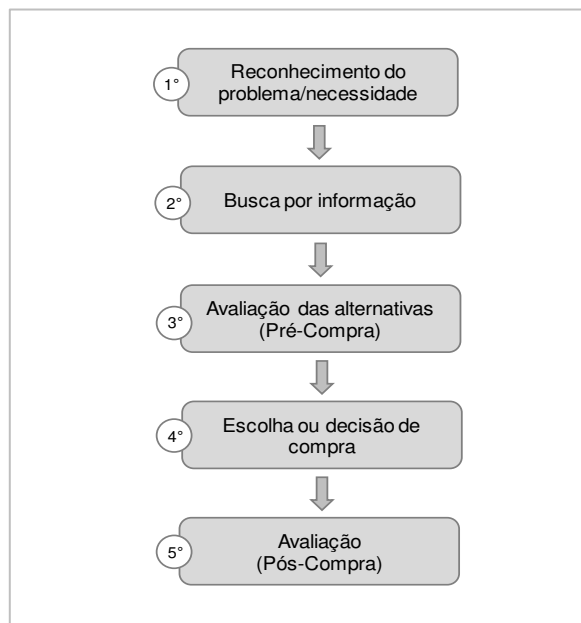 1°
Reconhecimento do
problema/necessidade
2°
Busca por informação
3°
Avaliação das alternativas
(Pré-Compra)
4°
Escolha ou decisão de
compra
5°
Avaliação
(Pós-Compra)